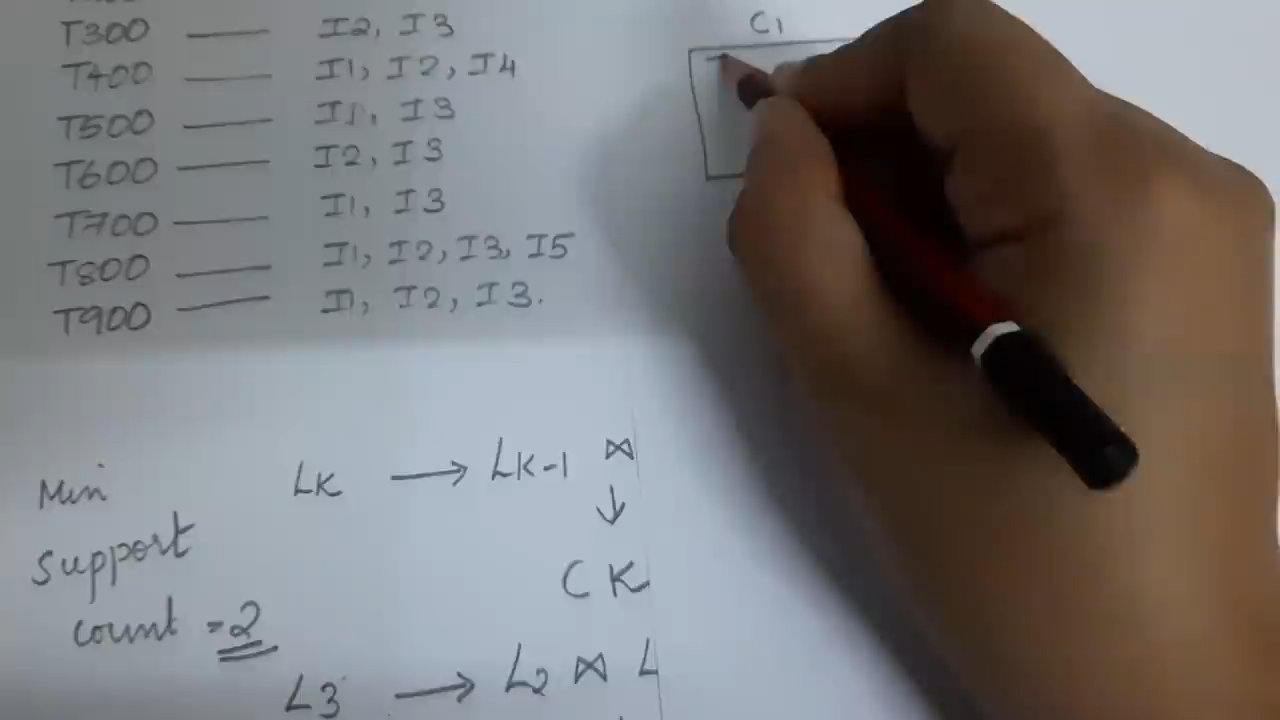 T300 —— I2, I3
T400 —— I1, I2, I4
T500 —— I1, I3
T600 —— I2, I3
T700 —— I1, I3
T800 —— I1, I2, I3, I5
T900 —— I1, I2, I3.
C1
Min
support
count = 2
LK → LK-1 ⋈
↓
CK
L3 → L2 ⋈ L